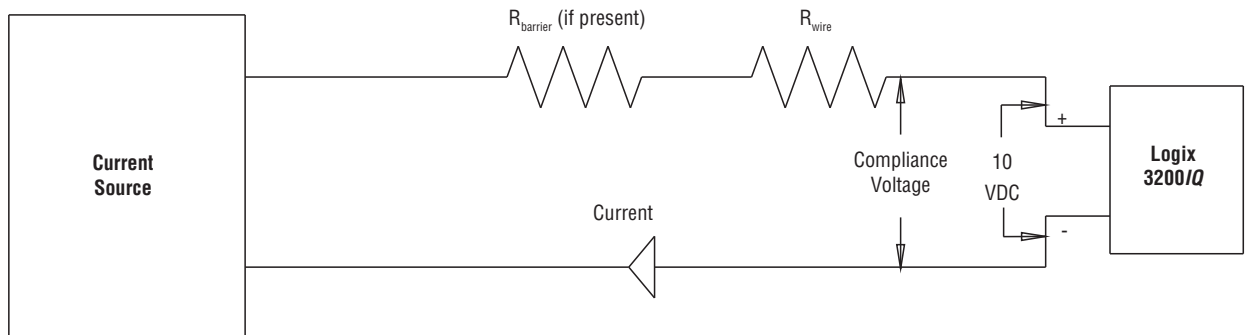 R_barrier (if present)
R_wire
Current
Source
Compliance
Voltage
10
VDC
+
-
Logix
3200IQ
Current